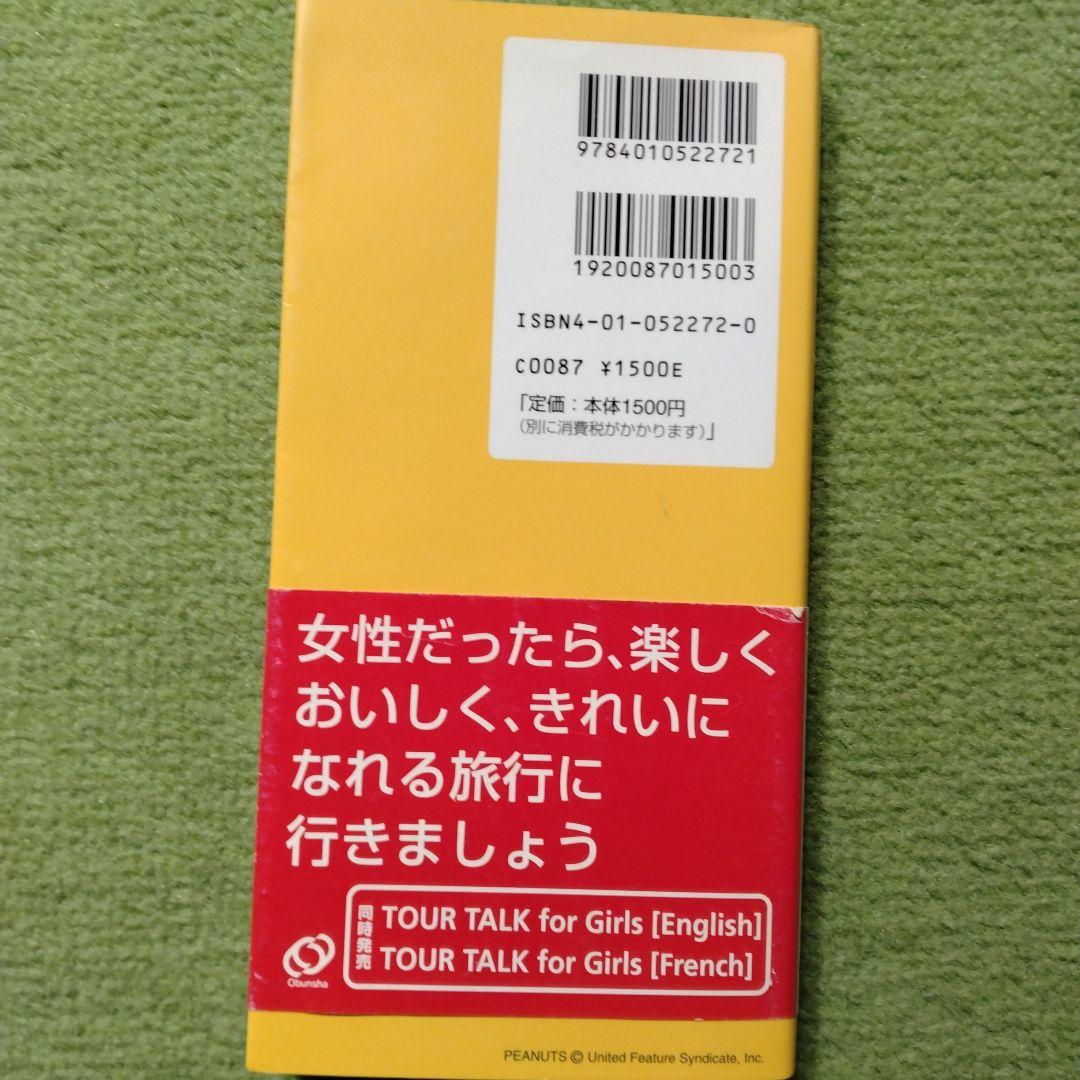 9784010522721
1920087015003
ISBN4-01-052272-0
C0087 ¥1500E
「定価：本体1500円
（別に消費税がかかります）」
女性だったら、楽しく
おいしく、きれいに
なれる旅行に
行きましょう
同時発売
TOUR TALK for Girls [English]
TOUR TALK for Girls [French]
Obunsha
PEANUTS © United Feature Syndicate, Inc.